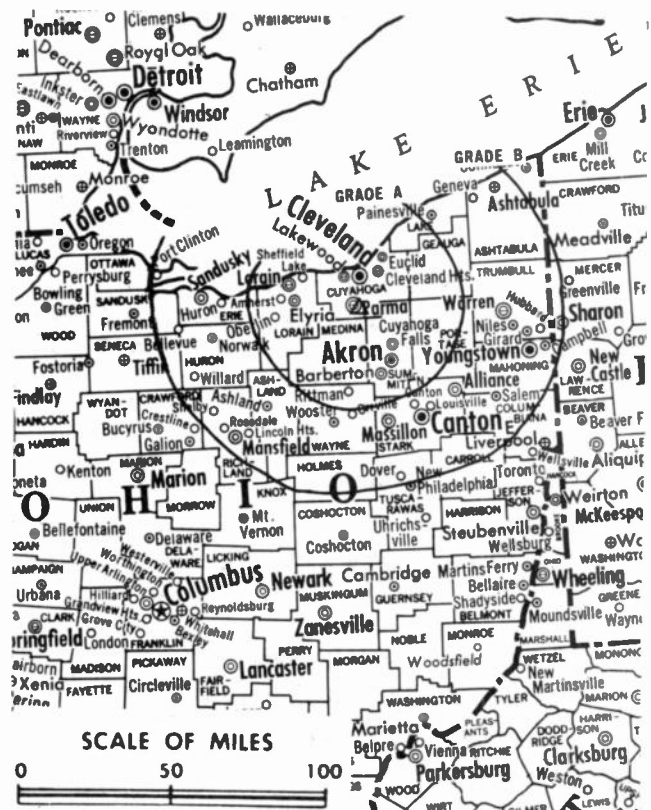 Clemens
Wallaceburg
Pontiac
Royal Oak
Dearborn
Detroit
Chatham
Inkster
Eastlawn
Windsor
WAYNE
Wyandotte
Riverview
NAW
Trenton
Leamington
MONROE
Monroe
LAKE ERIE
Erie
GRADE B
ERIE
Mill
Creek
Geneva
Ashtabula
CRAWFORD
GRADE A
Painesville
LAKE
Toledo
Cleveland
Lakewood
GEAUGA
ASHTABULA
Meadville
Oregon
Port Clinton
LUCAS
OTTAWA
Perrysburg
Sandusky
Sheffield
Lake
Lorain
Euclid
Cleveland Hts.
TRUMBULL
MERCER
Greenville
Bowling
Green
SANDUSK
Huron
ERIE
Amherst
Elyria
CUYAHOGA
Parma
Warren
Hubbard
Sharon
WOOD
Fremont
Bellevue
Oberlin
LORAIN
MEDINA
Cuyahoga
Falls
PORTAGE
Niles
Girard
Campbell
SENECA
Norwalk
Akron
Youngstown
Fostoria
Tiffin
HURON
Barberton
SUMMIT
MAHONING
New
Castle
Willard
ASHLAND
Rittman
Alliance
LAWRENCE
Findlay
WYANDOT
CRAWFORD
Shelby
Ashland
Wooster
Orrville
Canton
Louisville
Salem
COLUMBIANA
BEAVER
Beaver F
HANCOCK
Crestline
Bucyrus
Rosedale
Lincoln Hts.
Massillon
Canton
HARDIN
Galion
Mansfield
WAYNE
STARK
Liverpool
Wellsville
Aliquip
Kenton
MARION
Marion
RICHLAND
HOLMES
Dover
New
Philadelphia
CARROLL
Toronto
HANCOCK
OHIO
UNION
MORROW
KNOX
COSHOCTON
TUSCARAWAS
JEFFERSON
Weirton
Bellefontaine
Mt.
Vernon
Uhrichsville
HARRISON
Steubenville
McKeespo
Delaware
DELAWARE
LICKING
Coshocton
Wellsburg
WASHINGTO
Westerville
Worthington
Upper Arlington
Columbus
Newark
Cambridge
Martins Ferry
OHIO
Urbana
Hilliard
Reynoldsburg
MUSKINGUM
GUERNSEY
Bellaire
Wheeling
GREENE
Grandview Hts.
Shadyside
CLARK
Grove City
Whitehall
Bexley
Zanesville
BELMONT
Moundsville
London
FRANKLIN
PERRY
NOBLE
MONROE
MARSHALL
MADISON
PICKAWAY
Lancaster
MORGAN
Woodsfield
WETZEL
Xenia
FAYETTE
Circleville
FAIRFIELD
New
Martinsville
WASHINGTON
TYLER
MARION
Marietta
PLEASANTS
HARRISON
SCALE OF MILES
Belpre
Vienna
RITCHIE
DODDRIDGE
Clarksburg
Parkersburg
Weston
0 50 100
WOOD
WIRT
LEWIS